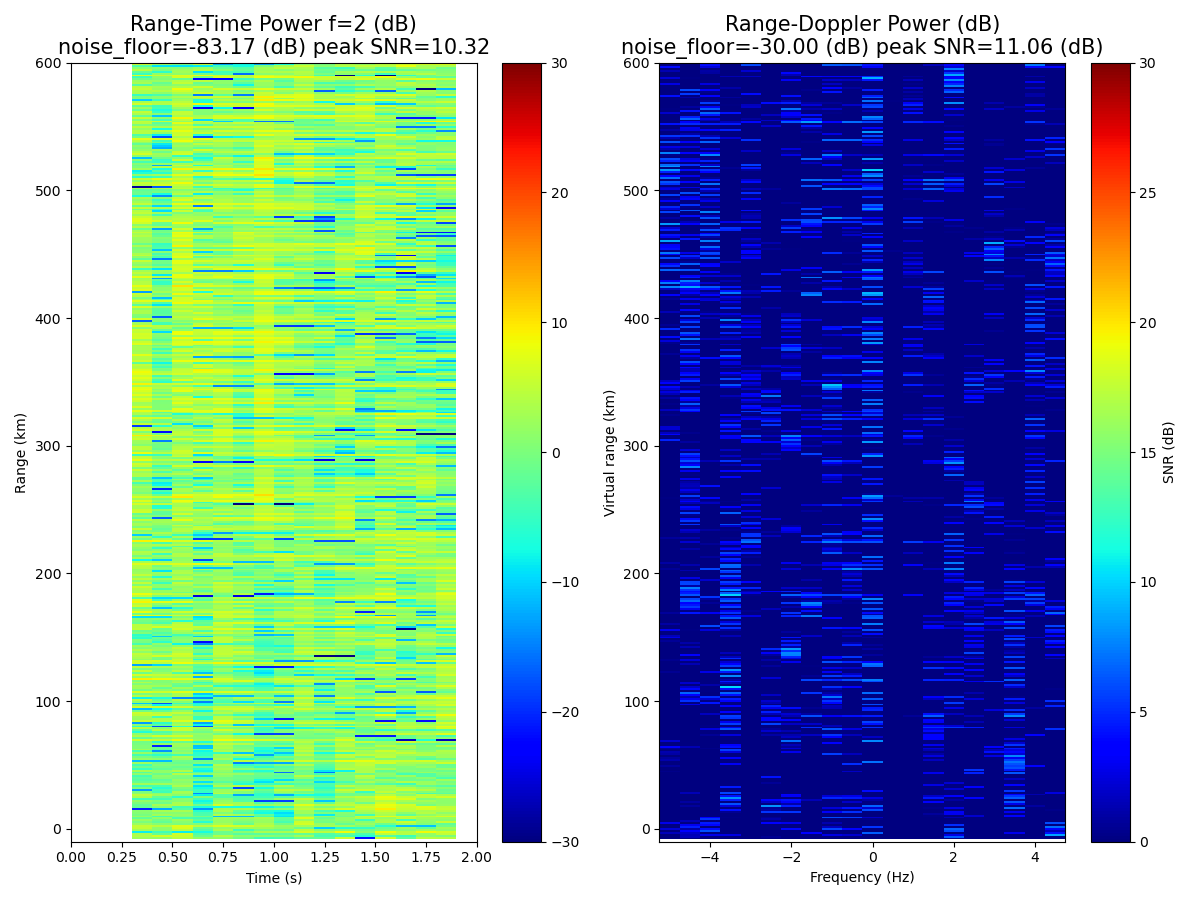 Range-Time Power f=2 (dB)
noise_floor=-83.17 (dB) peak SNR=10.32
Range-Doppler Power (dB)
noise_floor=-30.00 (dB) peak SNR=11.06 (dB)
600
500
400
300
200
100
0
Range (km)
0.00 0.25 0.50 0.75 1.00 1.25 1.50 1.75 2.00
Time (s)
30
20
10
0
−10
−20
−30
600
500
400
300
200
100
0
Virtual range (km)
−4 −2 0 2 4
Frequency (Hz)
30
25
20
15
10
5
0
SNR (dB)